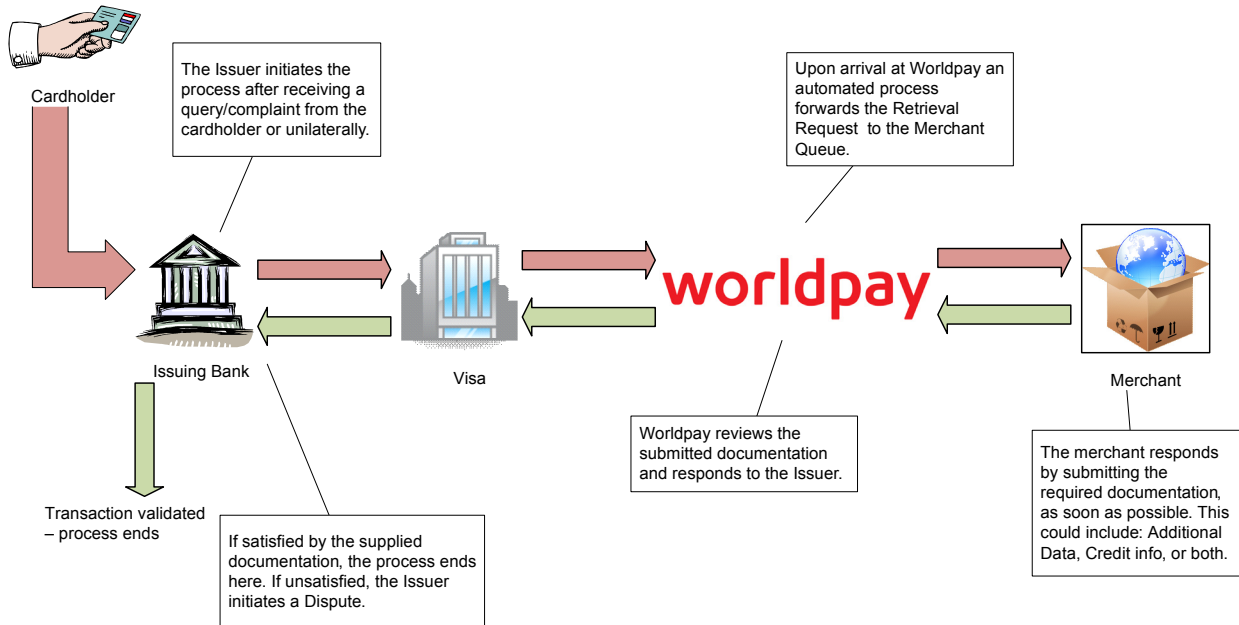 Cardholder
The Issuer initiates the
process after receiving a
query/complaint from the
cardholder or unilaterally.
Upon arrival at Worldpay an
automated process
forwards the Retrieval
Request  to the Merchant
Queue.
worldpay
Issuing Bank
Visa
Merchant
Transaction validated
– process ends
If satisfied by the supplied
documentation, the process ends
here. If unsatisfied, the Issuer
initiates a Dispute.
Worldpay reviews the
submitted documentation
and responds to the Issuer.
The merchant responds
by submitting the
required documentation,
as soon as possible. This
could include: Additional
Data, Credit info, or both.